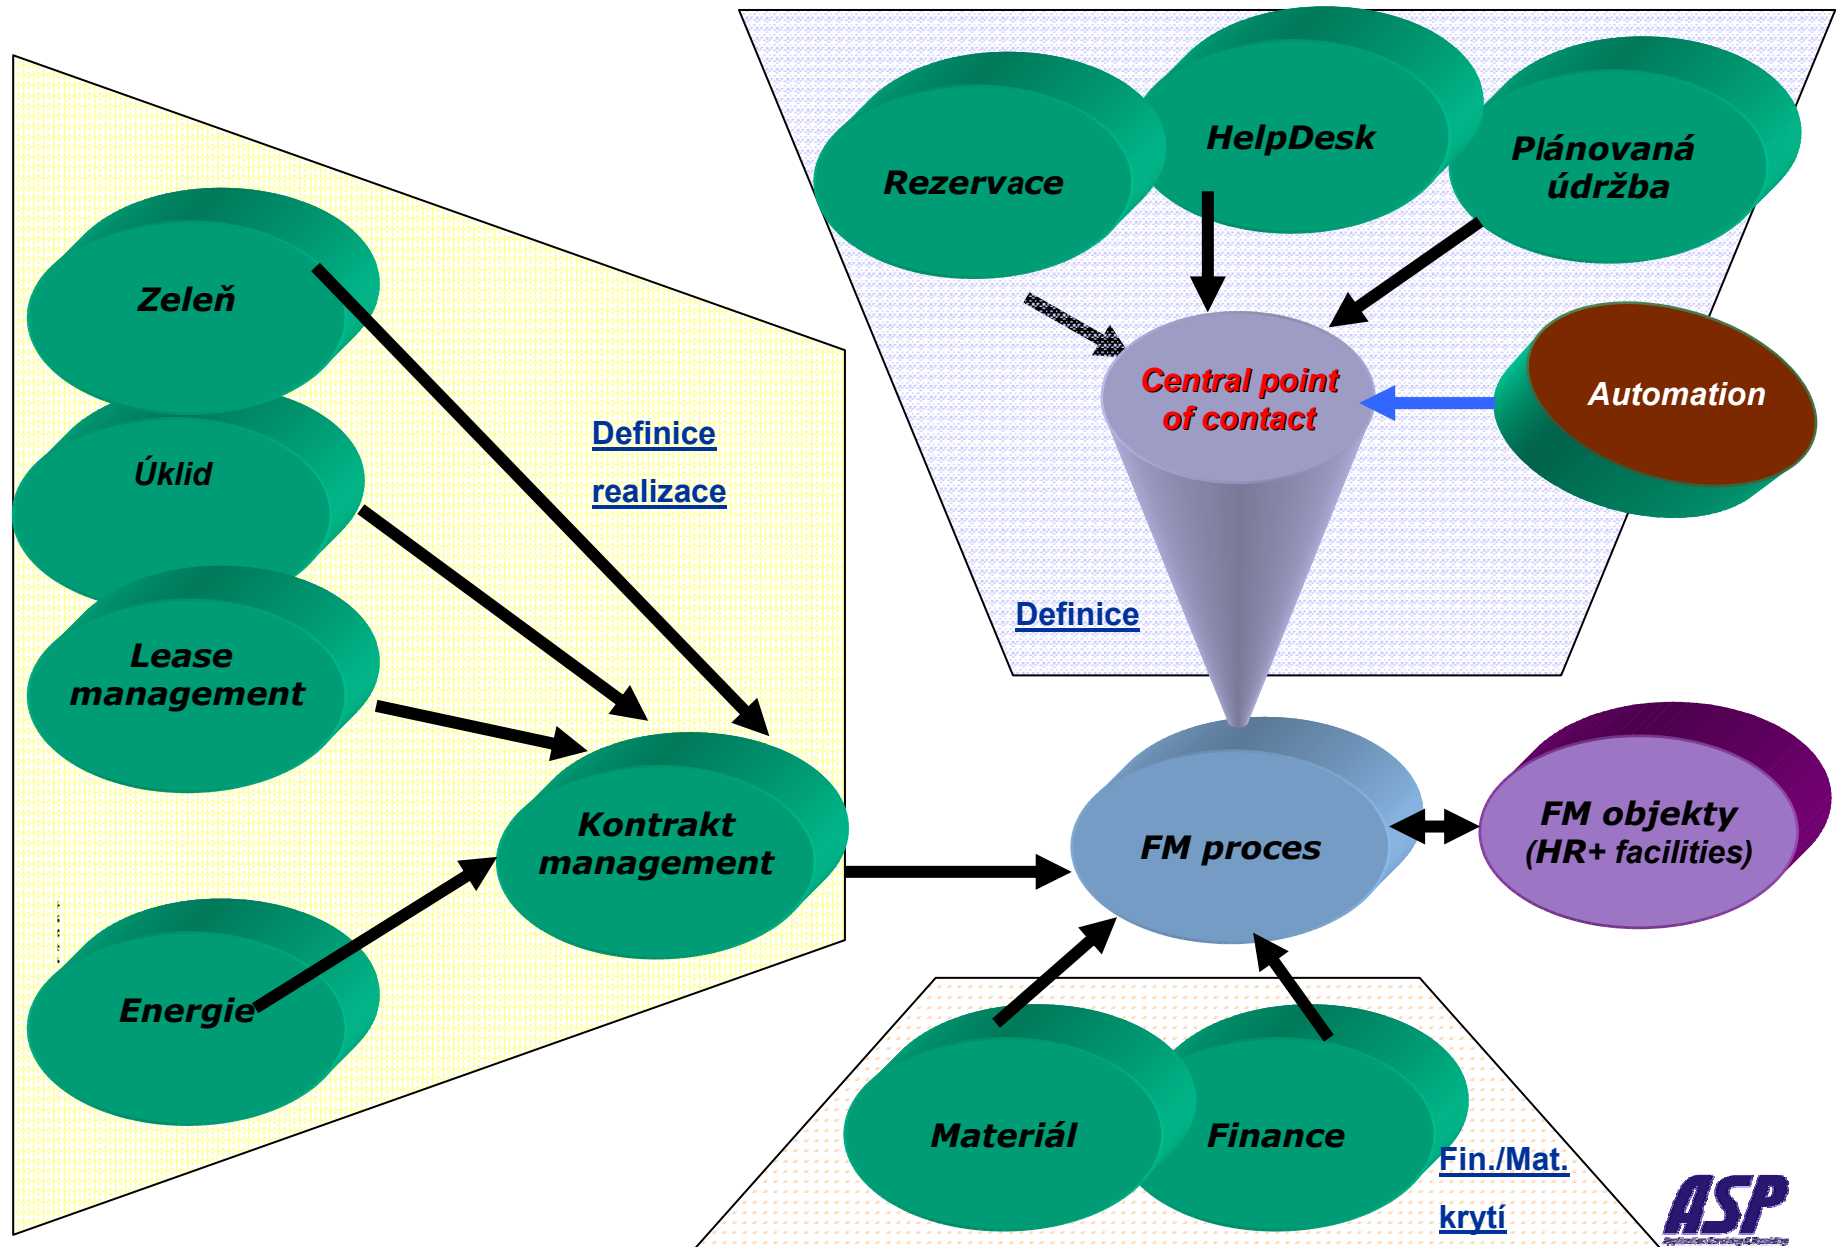 HelpDesk
Plánovaná
údržba
Rezervace
Zeleň
Central point
of contact
Automation
Definice
realizace
Úklid
Definice
Lease
management
Kontrakt
management
FM proces
FM objekty
(HR+ facilities)
Energie
Materiál
Finance
Fin./Mat.
krytí
ASP